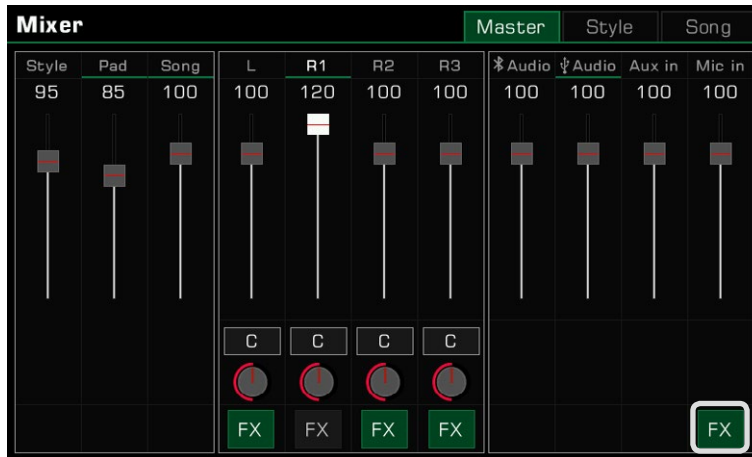 Mixer Master Style Song
Style Pad Song L R1 R2 R3 Audio Audio Aux in Mic in
95 85 100 100 120 100 100 100 100 100 100
C C C C
FX FX FX FX FX